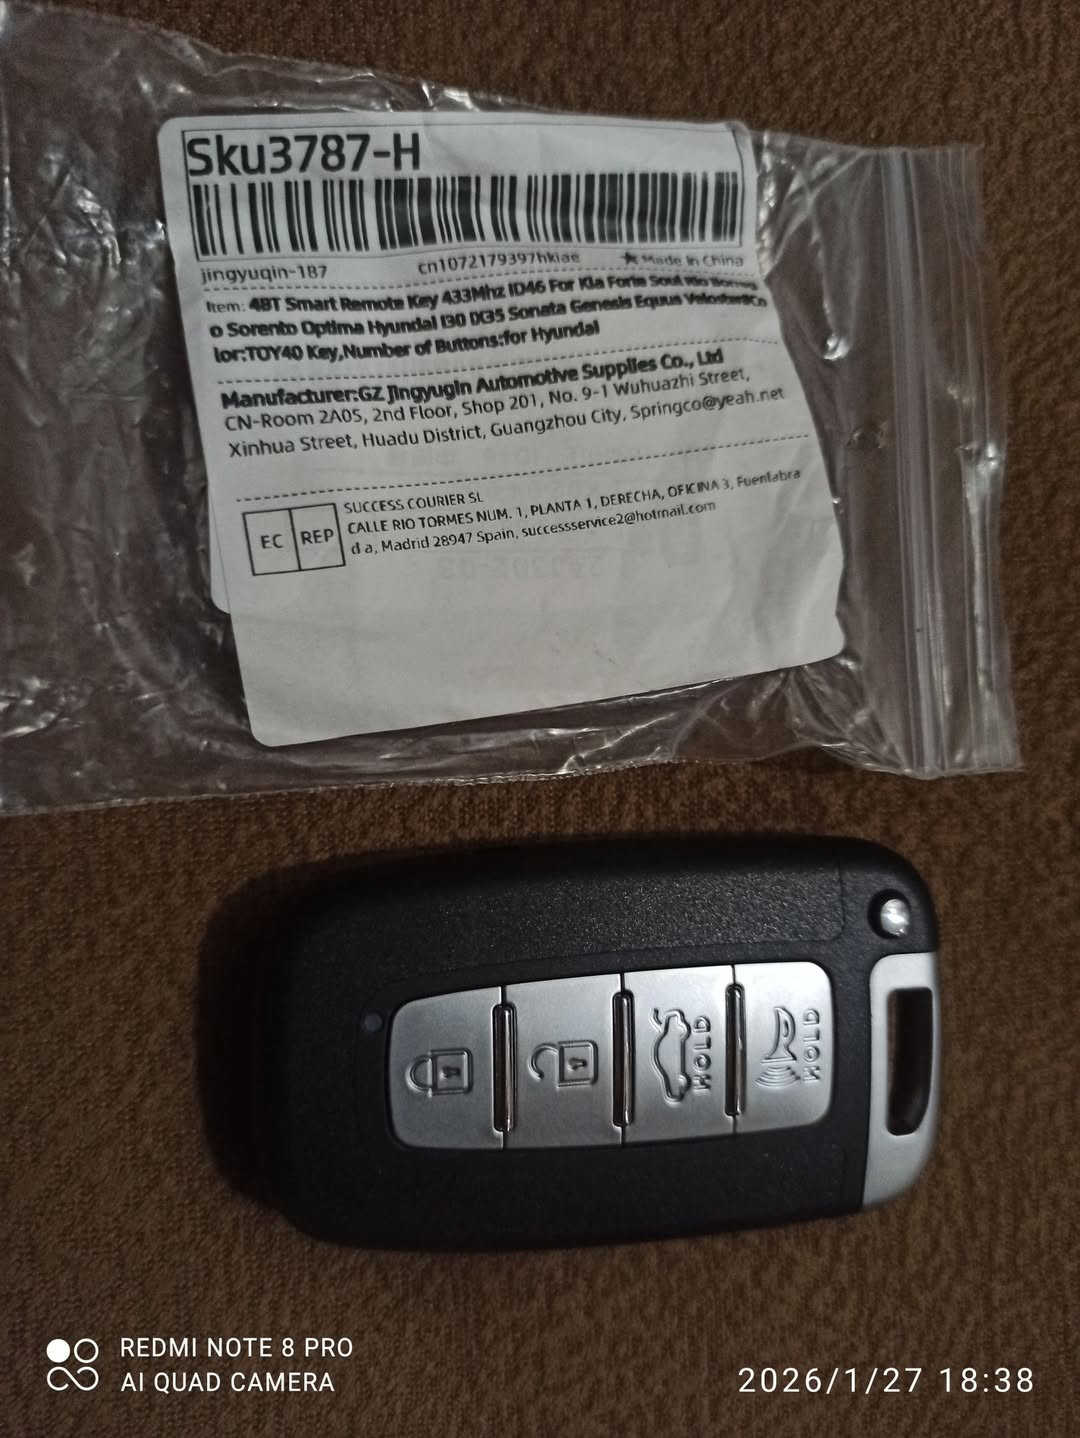 Sku3787-H
jingyuqin-187 cn1072179397hkiae Made In China
Item: 4BT Smart Remote Key 433Mhz ID46 For Kia Forte Soul Rio Borreg
o Sorento Optima Hyundai I30 IX35 Sonata Genesis Equus Veloster#Co
lor:TOY40 Key,Number of Buttons:for Hyundai
Manufacturer:GZ Jingyugin Automotive Supplies Co., Ltd
CN-Room 2A05, 2nd Floor, Shop 201, No. 9-1 Wuhuazhi Street,
Xinhua Street, Huadu District, Guangzhou City, Springco@yeah.net
EC REP
SUCCESS COURIER SL
CALLE RIO TORMES NUM. 1, PLANTA 1, DERECHA, OFICINA 3, Fuenlabra
d a, Madrid 28947 Spain, successservice2@hotmail.com
HOLD
HOLD
REDMI NOTE 8 PRO
AI QUAD CAMERA
2026/1/27 18:38